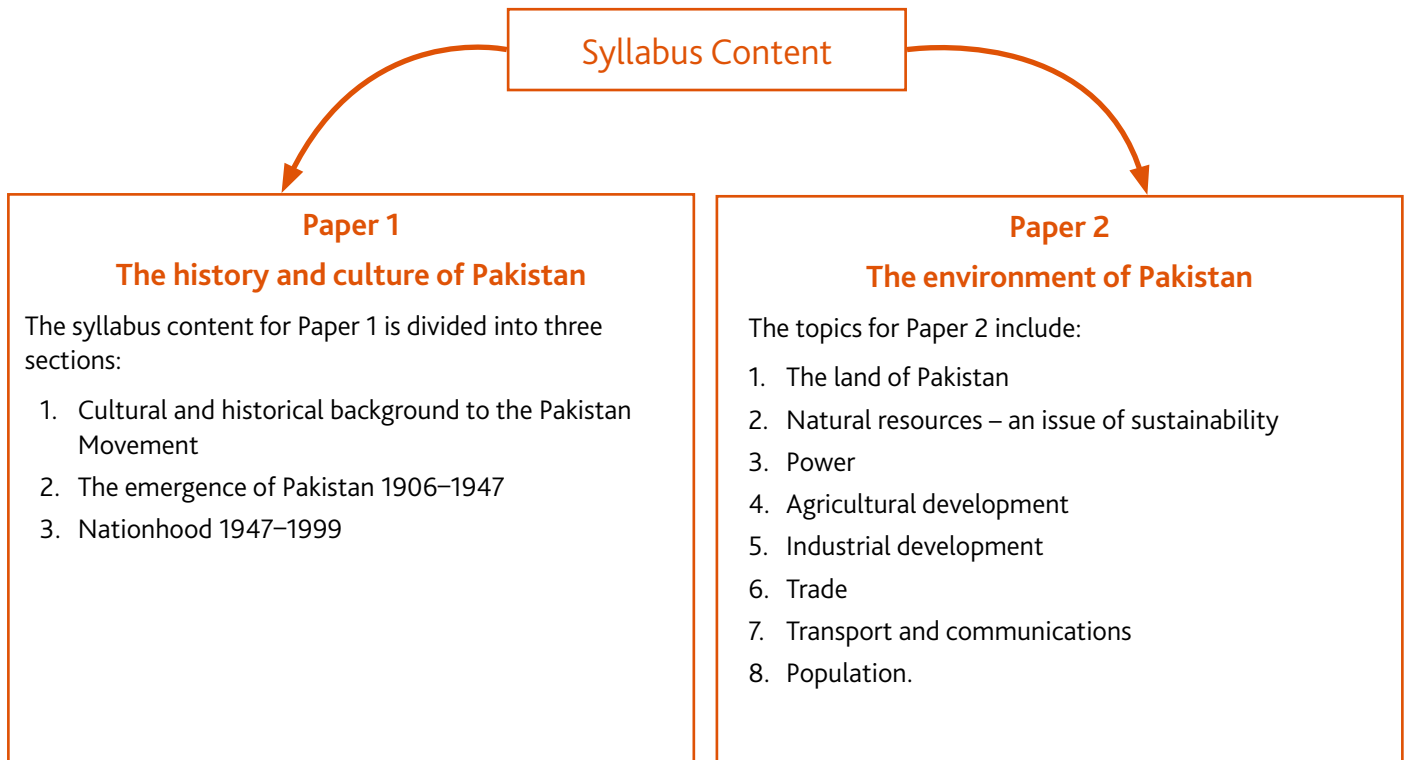 Syllabus Content
Paper 1
The history and culture of Pakistan
The syllabus content for Paper 1 is divided into three
sections:
1. Cultural and historical background to the Pakistan
Movement
2. The emergence of Pakistan 1906–1947
3. Nationhood 1947–1999
Paper 2
The environment of Pakistan
The topics for Paper 2 include:
1. The land of Pakistan
2. Natural resources – an issue of sustainability
3. Power
4. Agricultural development
5. Industrial development
6. Trade
7. Transport and communications
8. Population.